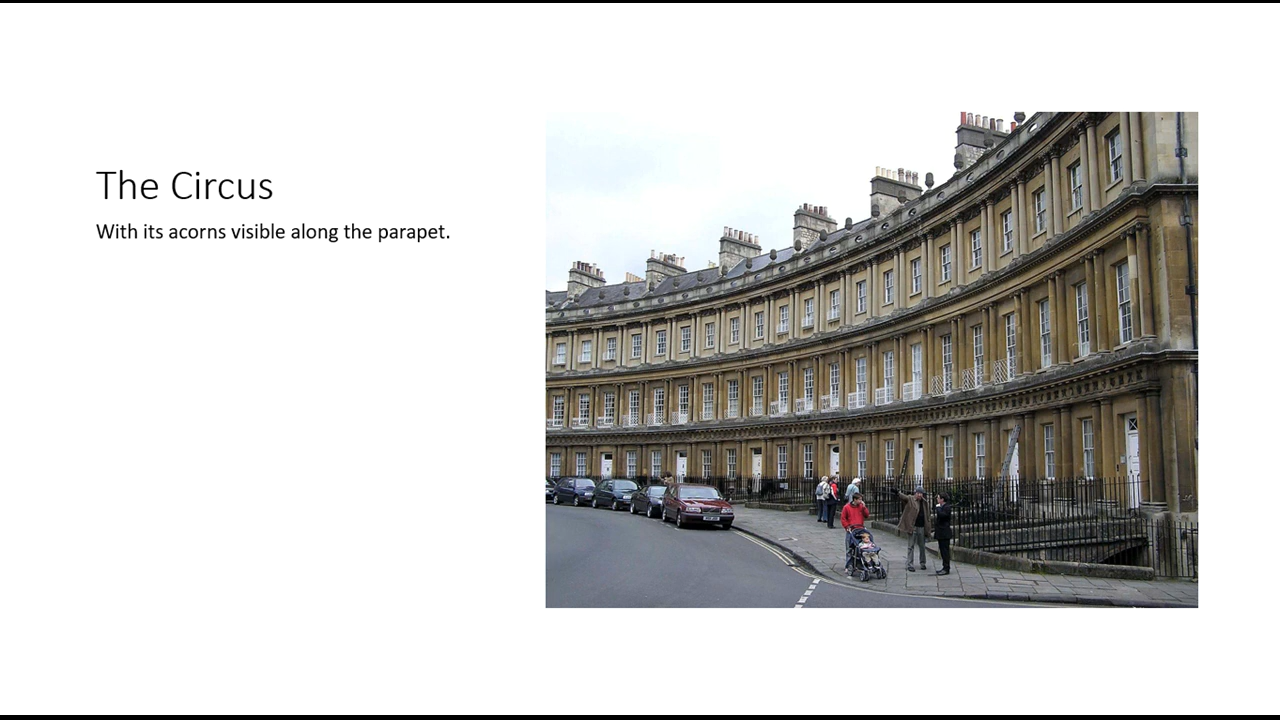 The Circus
With its acorns visible along the parapet.